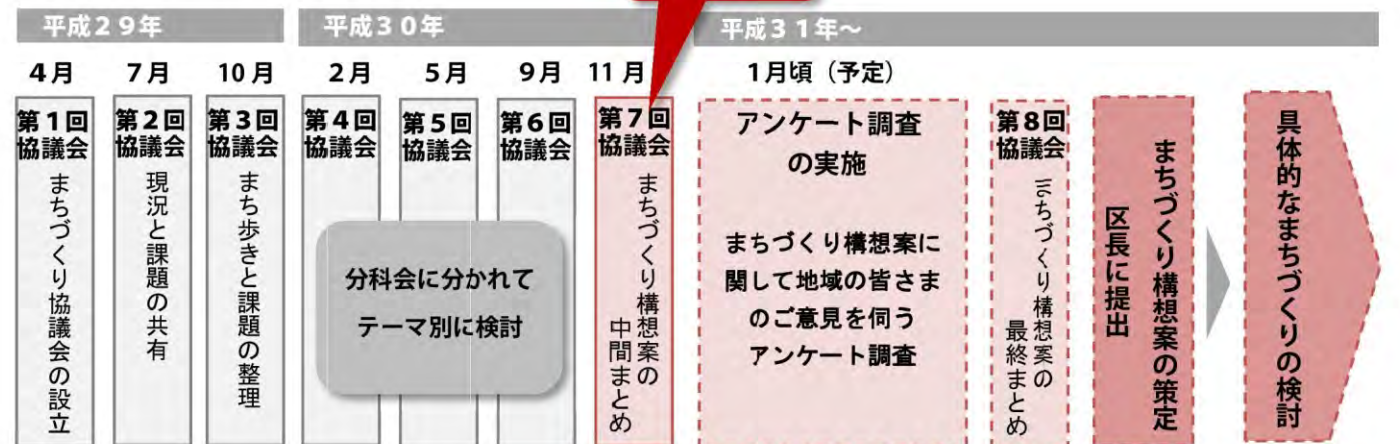 平成29年
平成30年
平成31年～
4月
7月
10月
2月
5月
9月
11月
1月頃（予定）
第1回
協議会
まちづくり協議会の設立
第2回
協議会
現況と課題の共有
第3回
協議会
まち歩きと課題の整理
第4回
協議会
第5回
協議会
第6回
協議会
分科会に分かれて
テーマ別に検討
第7回
協議会
まちづくり構想案の
中間まとめ
アンケート調査
の実施
まちづくり構想案に
関して地域の皆さま
のご意見を伺う
アンケート調査
第8回
協議会
ちづくり構想案の
最終まとめ
まちづくり構想案の策定
区長に提出
具体的なまちづくりの検討